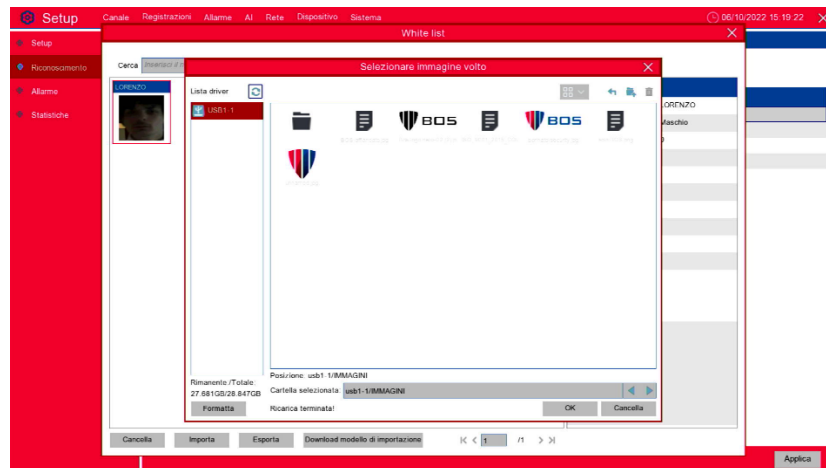 Setup
Canale Registrazioni Allarme AI Rete Dispositivo Sistema
06/10/2022 15:19:22
White list
Setup
Riconoscimento
Allarme
Statistiche
Cerca
Selezionare immagine volto
LORENZO
Lista driver
USB1-1
BOS
BOS
LORENZO
Maschio
Posizione: usb1-1/IMMAGINI
Rimanente /Totale:
27.681GB/28.847GB
Cartella selezionata: usb1-1/IMMAGINI
Formatta
Ricarica terminata!
OK
Cancella
Cancella
Importa
Esporta
Download modello di importazione
1 /1
Applica